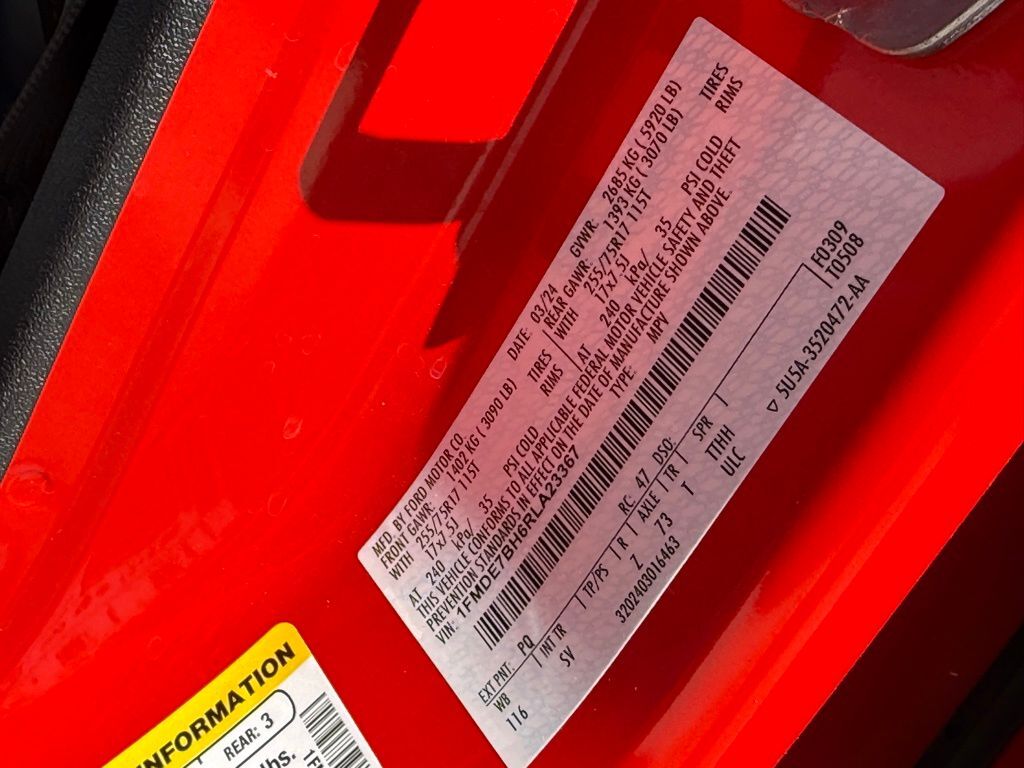 MFD. BY FORD MOTOR CO. DATE: 03/24 GVWR: 2685 KG ( 5920 LB)
FRONT GAWR: 1402 KG ( 3090 LB) REAR GAWR: 1393 KG ( 3070 LB)
WITH 255/75R17 115T TIRES WITH 255/75R17 115T TIRES
17x7.5J RIMS 17x7.5J RIMS
AT 240 kPa/ 35 PSI COLD AT 240 kPa/ 35 PSI COLD
THIS VEHICLE CONFORMS TO ALL APPLICABLE FEDERAL MOTOR VEHICLE SAFETY AND THEFT
PREVENTION STANDARDS IN EFFECT ON THE DATE OF MANUFACTURE SHOWN ABOVE.
VIN: 1FMDE7BH6RLA23367 TYPE: MPV
EXT PNT: PQ RC: 47 DSO: F0309
WB INT TR TP/PS R AXLE TR SPR T0508
116 SV Z 73 T THH
3202403016463 ULC
5U5A-3520472-AA
INFORMATION
REAR: 3
lbs.